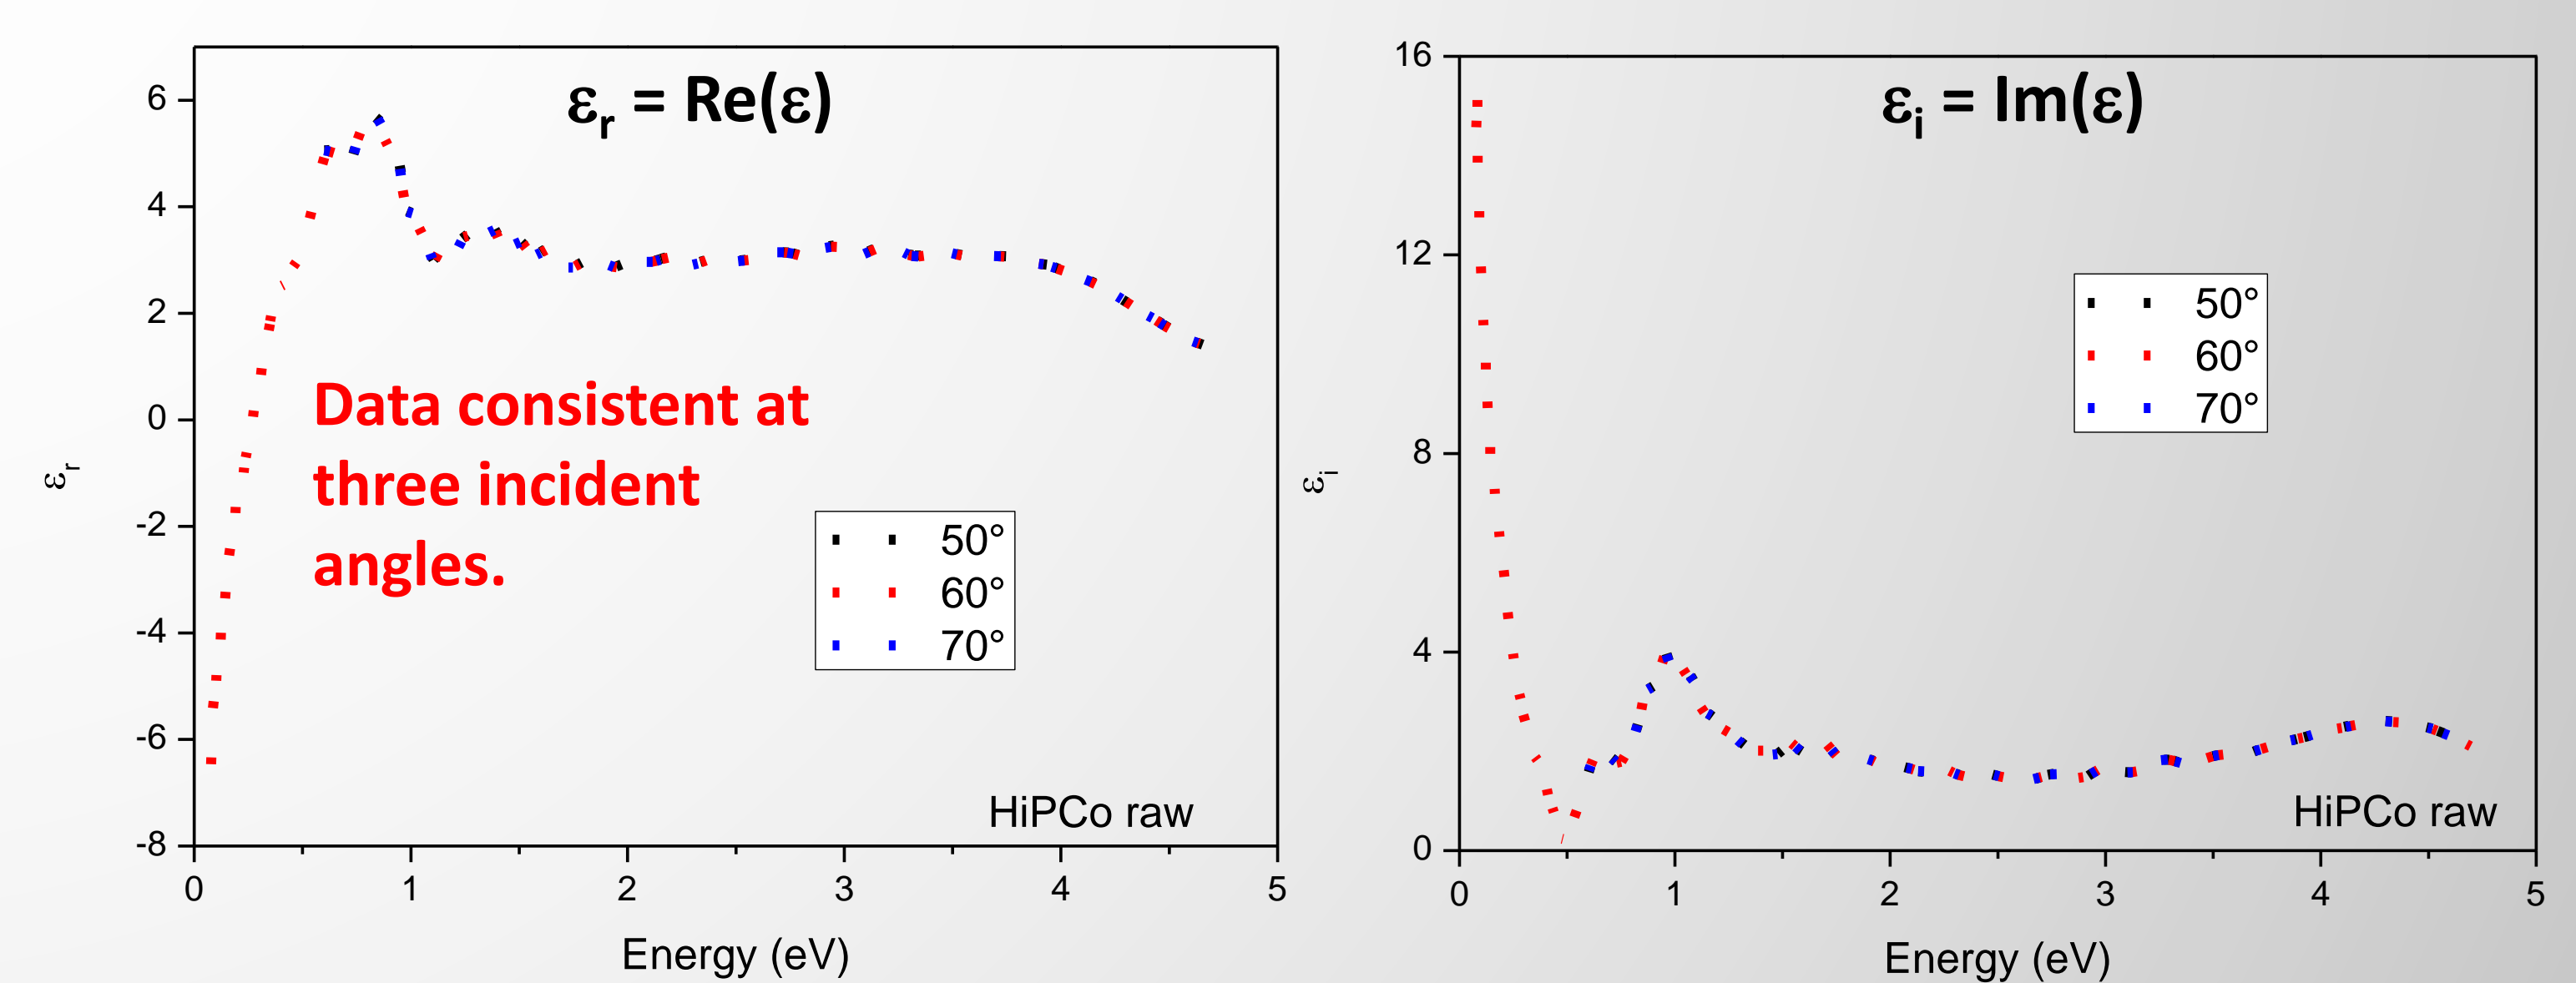 εr = Re(ε)
6
4
2
0
-2
-4
-6
-8
εr
Data consistent at
three incident
angles.
50°
60°
70°
HiPCo raw
0 1 2 3 4 5
Energy (eV)
εi = Im(ε)
16
12
8
4
0
εi
50°
60°
70°
HiPCo raw
0 1 2 3 4 5
Energy (eV)